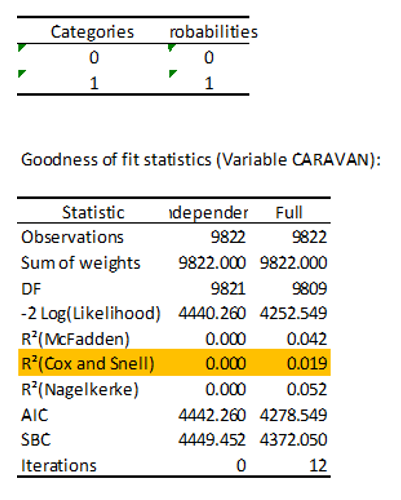 Categories robabilities
0 0
1 1
Goodness of fit statistics (Variable CARAVAN):
Statistic ndepender Full
Observations 9822 9822
Sum of weights 9822.000 9822.000
DF 9821 9809
-2 Log(Likelihood) 4440.260 4252.549
R²(McFadden) 0.000 0.042
R²(Cox and Snell) 0.000 0.019
R²(Nagelkerke) 0.000 0.052
AIC 4442.260 4278.549
SBC 4449.452 4372.050
Iterations 0 12